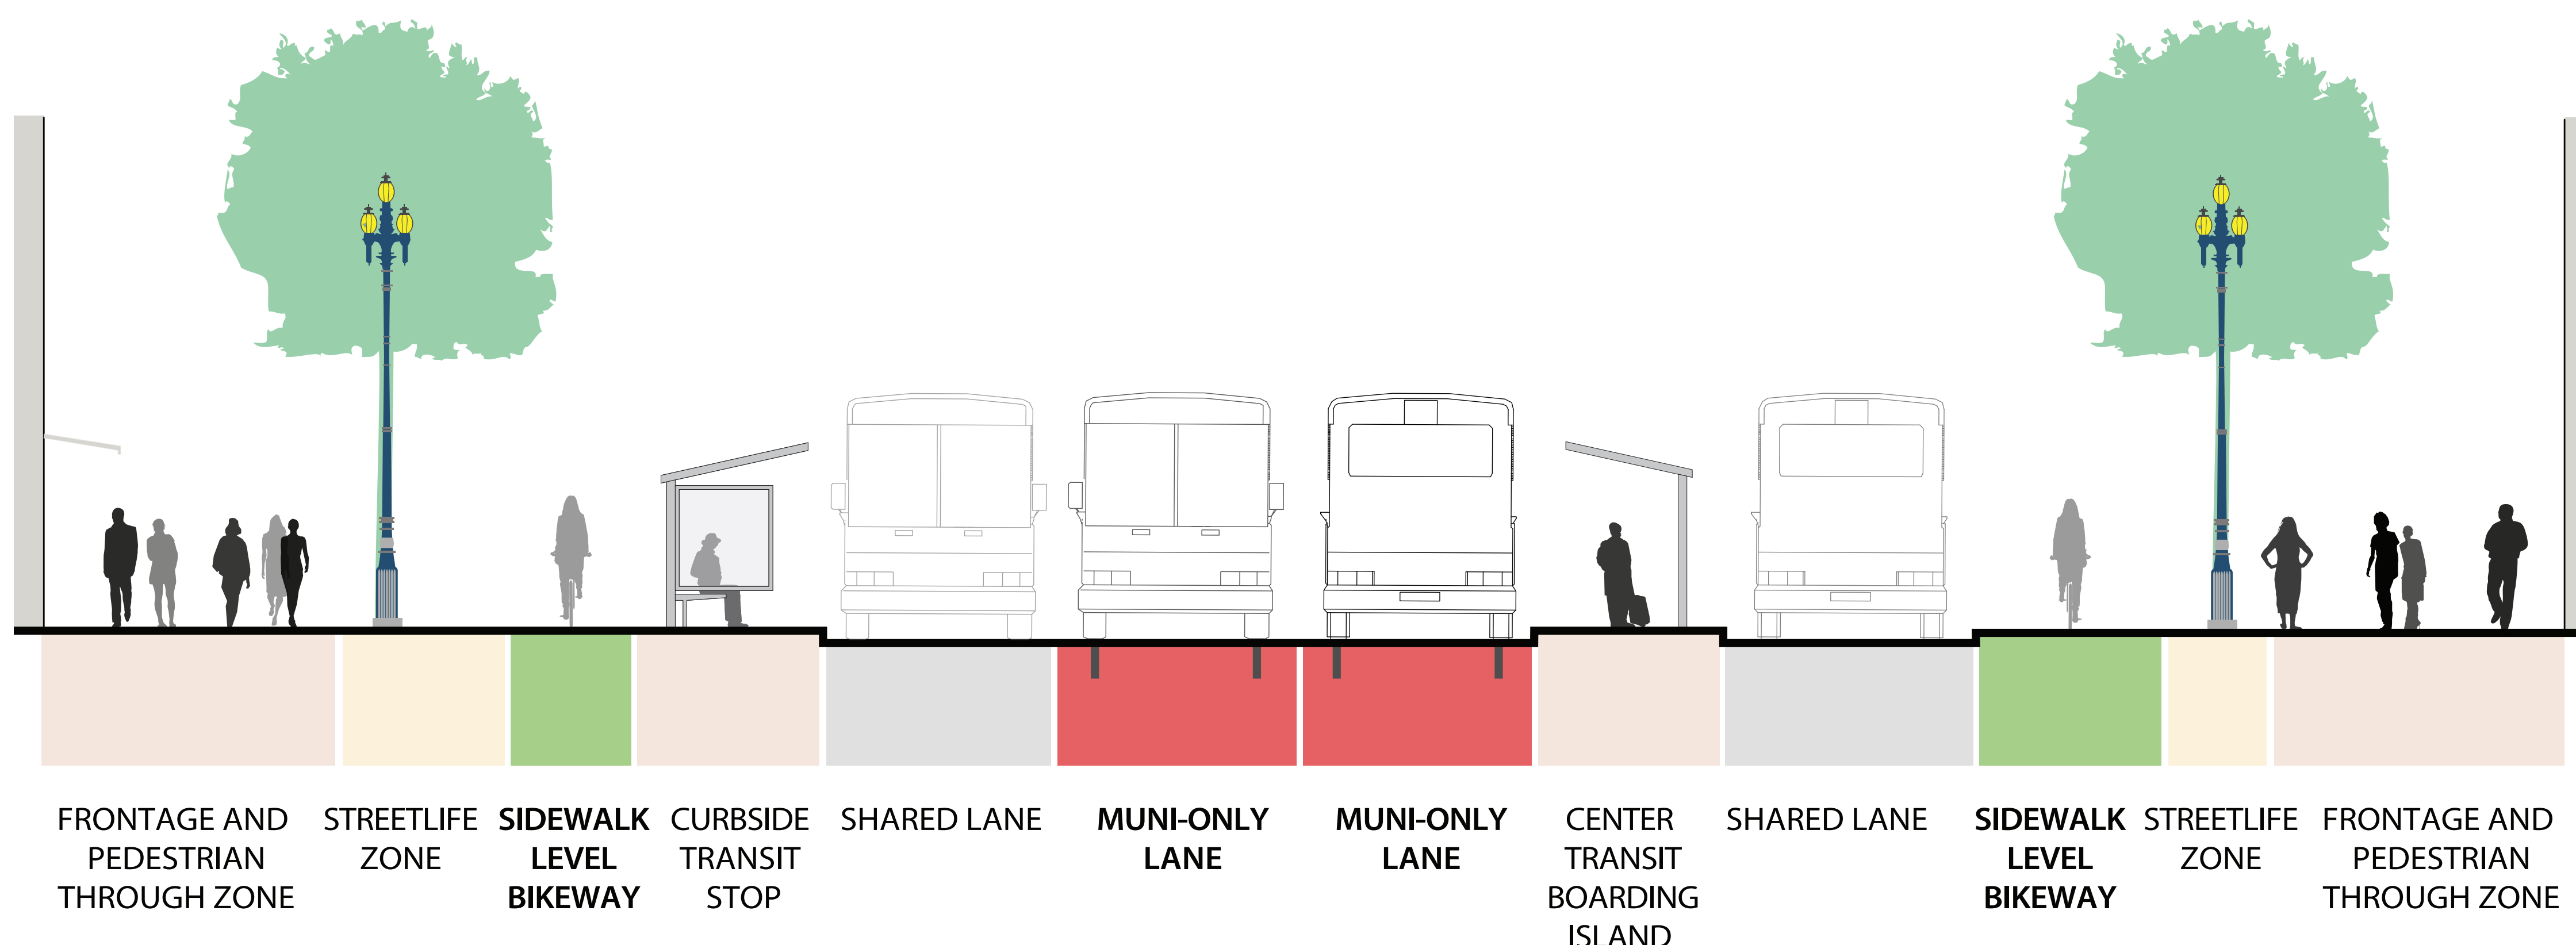 FRONTAGE AND
PEDESTRIAN
THROUGH ZONE
STREETLIFE
ZONE
SIDEWALK
LEVEL
BIKEWAY
CURBSIDE
TRANSIT
STOP
SHARED LANE
MUNI-ONLY
LANE
MUNI-ONLY
LANE
CENTER
TRANSIT
BOARDING
ISLAND
SHARED LANE
SIDEWALK
LEVEL
BIKEWAY
STREETLIFE
ZONE
FRONTAGE AND
PEDESTRIAN
THROUGH ZONE